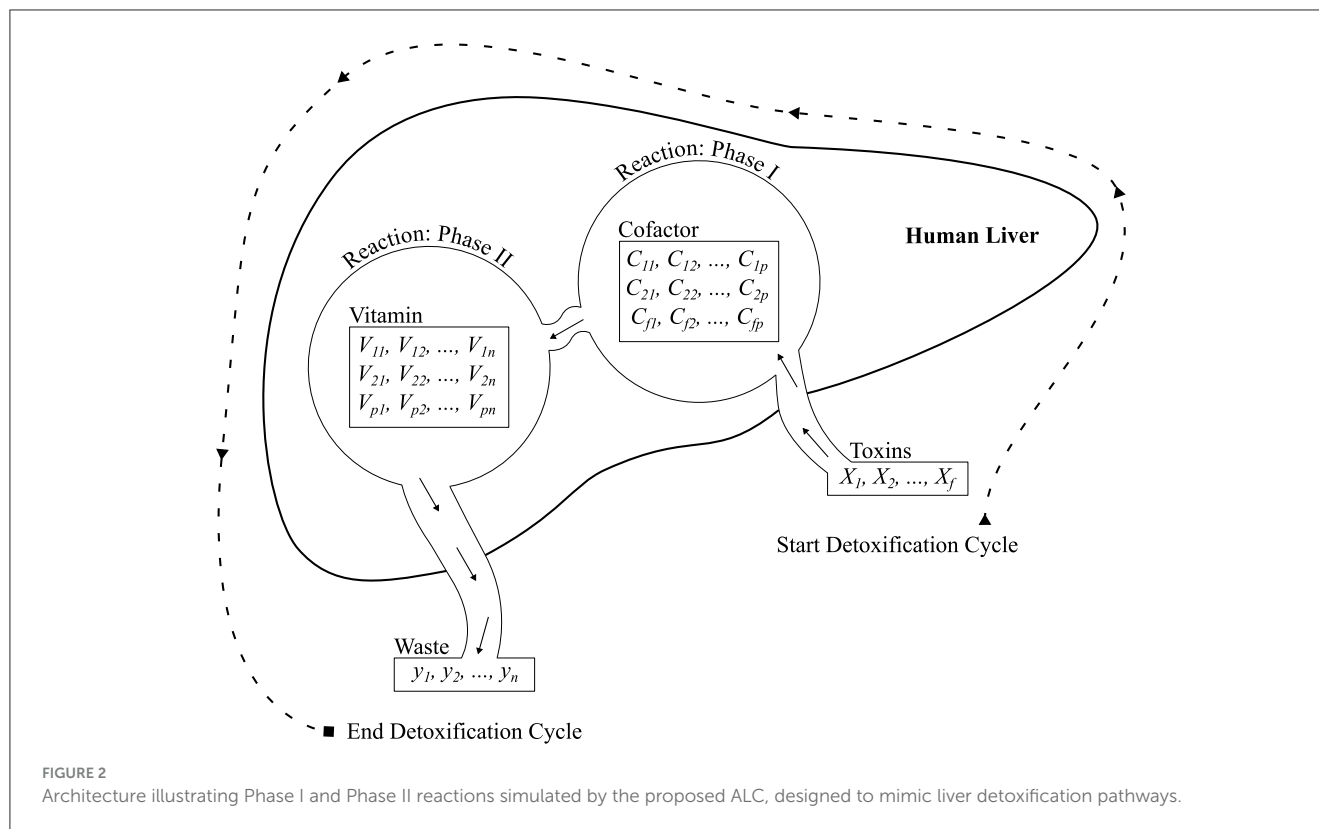 Reaction: Phase I
Cofactor
C11, C12, ..., C1p
C21, C22, ..., C2p
Cf1, Cf2, ..., Cfp
Human Liver
Reaction: Phase II
Vitamin
V11, V12, ..., V1n
V21, V22, ..., V2n
Vp1, Vp2, ..., Vpn
Toxins
X1, X2, ..., Xf
Start Detoxification Cycle
Waste
y1, y2, ..., yn
End Detoxification Cycle
FIGURE 2
Architecture illustrating Phase I and Phase II reactions simulated by the proposed ALC, designed to mimic liver detoxification pathways.